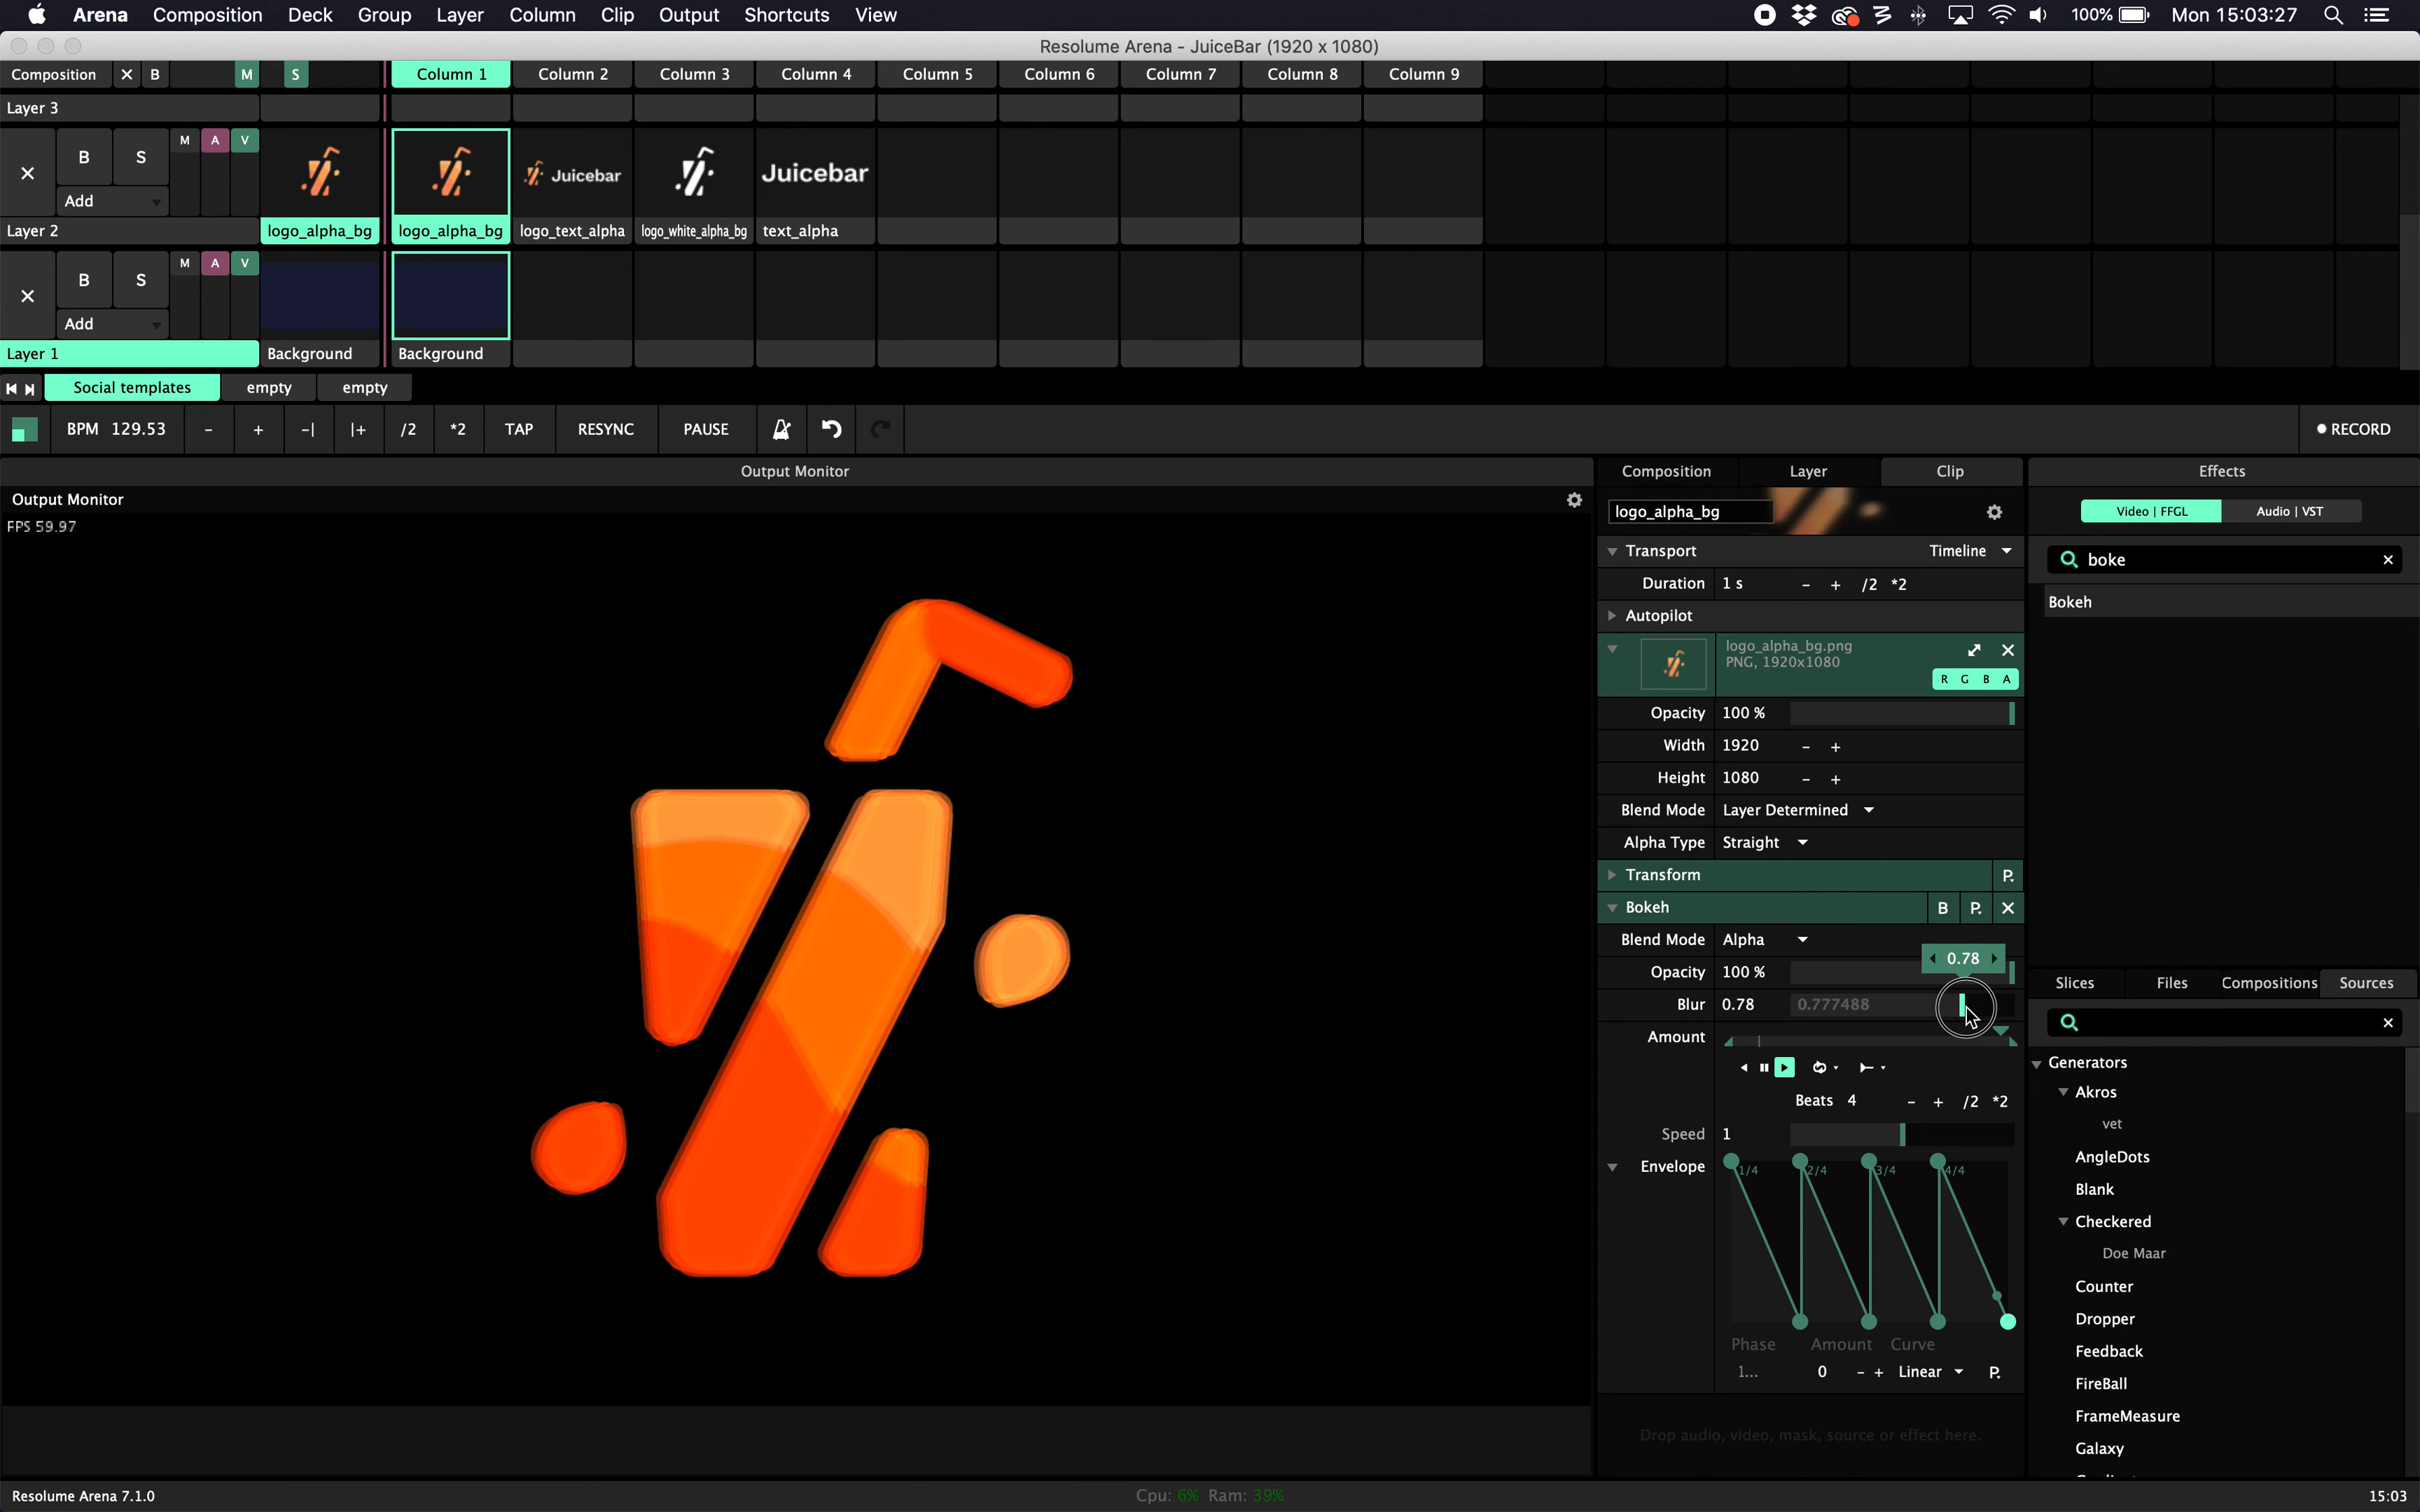 Arena Composition Deck Group Layer Column Clip Output Shortcuts View 100% Mon 15:03:27
Resolume Arena - JuiceBar (1920 x 1080)
Composition B M S Column 1 Column 2 Column 3 Column 4 Column 5 Column 6 Column 7 Column 8 Column 9
Layer 3
M A V
B S
Juicebar Juicebar
Add
Layer 2 logo_alpha_bg logo_alpha_bg logo_text_alpha logo_white_alpha_bg text_alpha
M A V
B S
Add
Layer 1 Background Background
Social templates empty empty
BPM 129.53 - + -| |+ /2 *2 TAP RESYNC PAUSE RECORD
Output Monitor
Output Monitor
FPS 59.97
Composition Layer Clip
logo_alpha_bg
Transport Timeline
Duration 1 s - + /2 *2
Autopilot
logo_alpha_bg.png
PNG, 1920x1080
R G B A
Opacity 100 %
Width 1920 - +
Height 1080 - +
Blend Mode Layer Determined
Alpha Type Straight
Transform P.
Bokeh B P.
Blend Mode Alpha
0.78
Opacity 100 %
Blur 0.78 0.777488
Amount
Beats 4 - + /2 *2
Speed 1
Envelope 1/4 2/4 3/4 4/4
Phase Amount Curve
1... 0 - + Linear P.
Drop audio, video, mask, source or effect here.
Effects
Video | FFGL Audio | VST
boke
Bokeh
Slices Files Compositions Sources
Generators
Akros
vet
AngleDots
Blank
Checkered
Doe Maar
Counter
Dropper
Feedback
FireBall
FrameMeasure
Galaxy
Resolume Arena 7.1.0 Cpu: 6% Ram: 39% 15:03